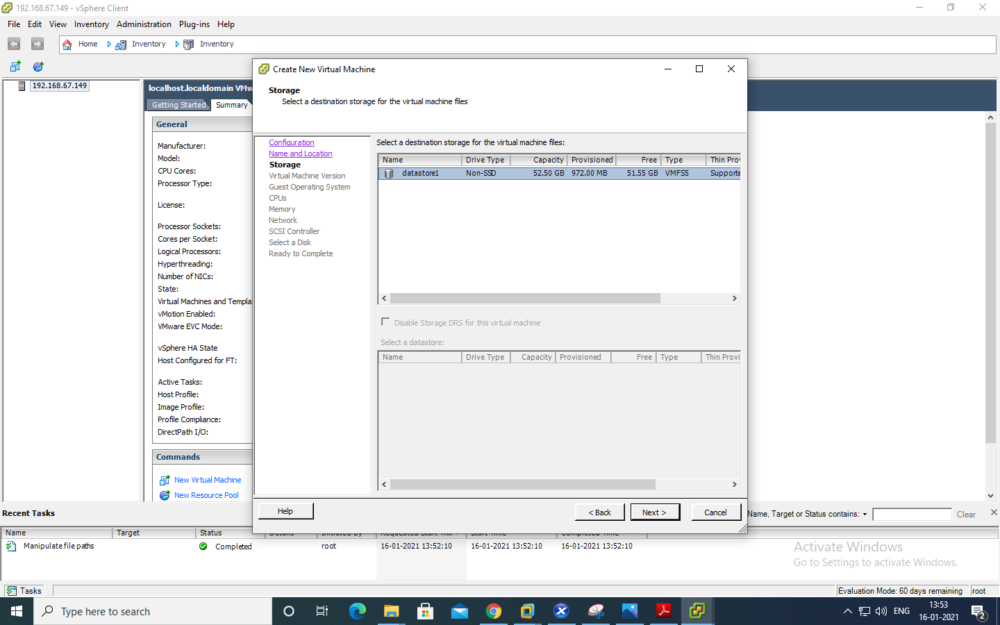 192.168.67.149 - vSphere Client
File Edit View Inventory Administration Plug-ins Help
Home Inventory Inventory
192.168.67.149
localhost.localdomain VMw
Getting Started Summary
General
Manufacturer:
Model:
CPU Cores:
Processor Type:
License:
Processor Sockets:
Cores per Socket:
Logical Processors:
Hyperthreading:
Number of NICs:
State:
Virtual Machines and Templa
vMotion Enabled:
VMware EVC Mode:
vSphere HA State
Host Configured for FT:
Active Tasks:
Host Profile:
Image Profile:
Profile Compliance:
DirectPath I/O:
Commands
New Virtual Machine
New Resource Pool
Create New Virtual Machine
Storage
Select a destination storage for the virtual machine files
Configuration
Name and Location
Storage
Virtual Machine Version
Guest Operating System
CPUs
Memory
Network
SCSI Controller
Select a Disk
Ready to Complete
Select a destination storage for the virtual machine files:
Name Drive Type Capacity Provisioned Free Type Thin Prov
datastore1 Non-SSD 52.50 GB 972.00 MB 51.55 GB VMFS5 Supporte
Disable Storage DRS for this virtual machine
Select a datastore:
Name Drive Type Capacity Provisioned Free Type Thin Provi
Help < Back Next > Cancel
Recent Tasks
Name, Target or Status contains: Clear
Name Target Status Details Initiated by Requested Start Ti... Start Time Completed Time
Manipulate file paths Completed root 16-01-2021 13:52:10 16-01-2021 13:52:10 16-01-2021 13:52:10
Activate Windows
Go to Settings to activate Windows.
Tasks Evaluation Mode: 60 days remaining root
Type here to search
ENG
13:53
16-01-2021
2